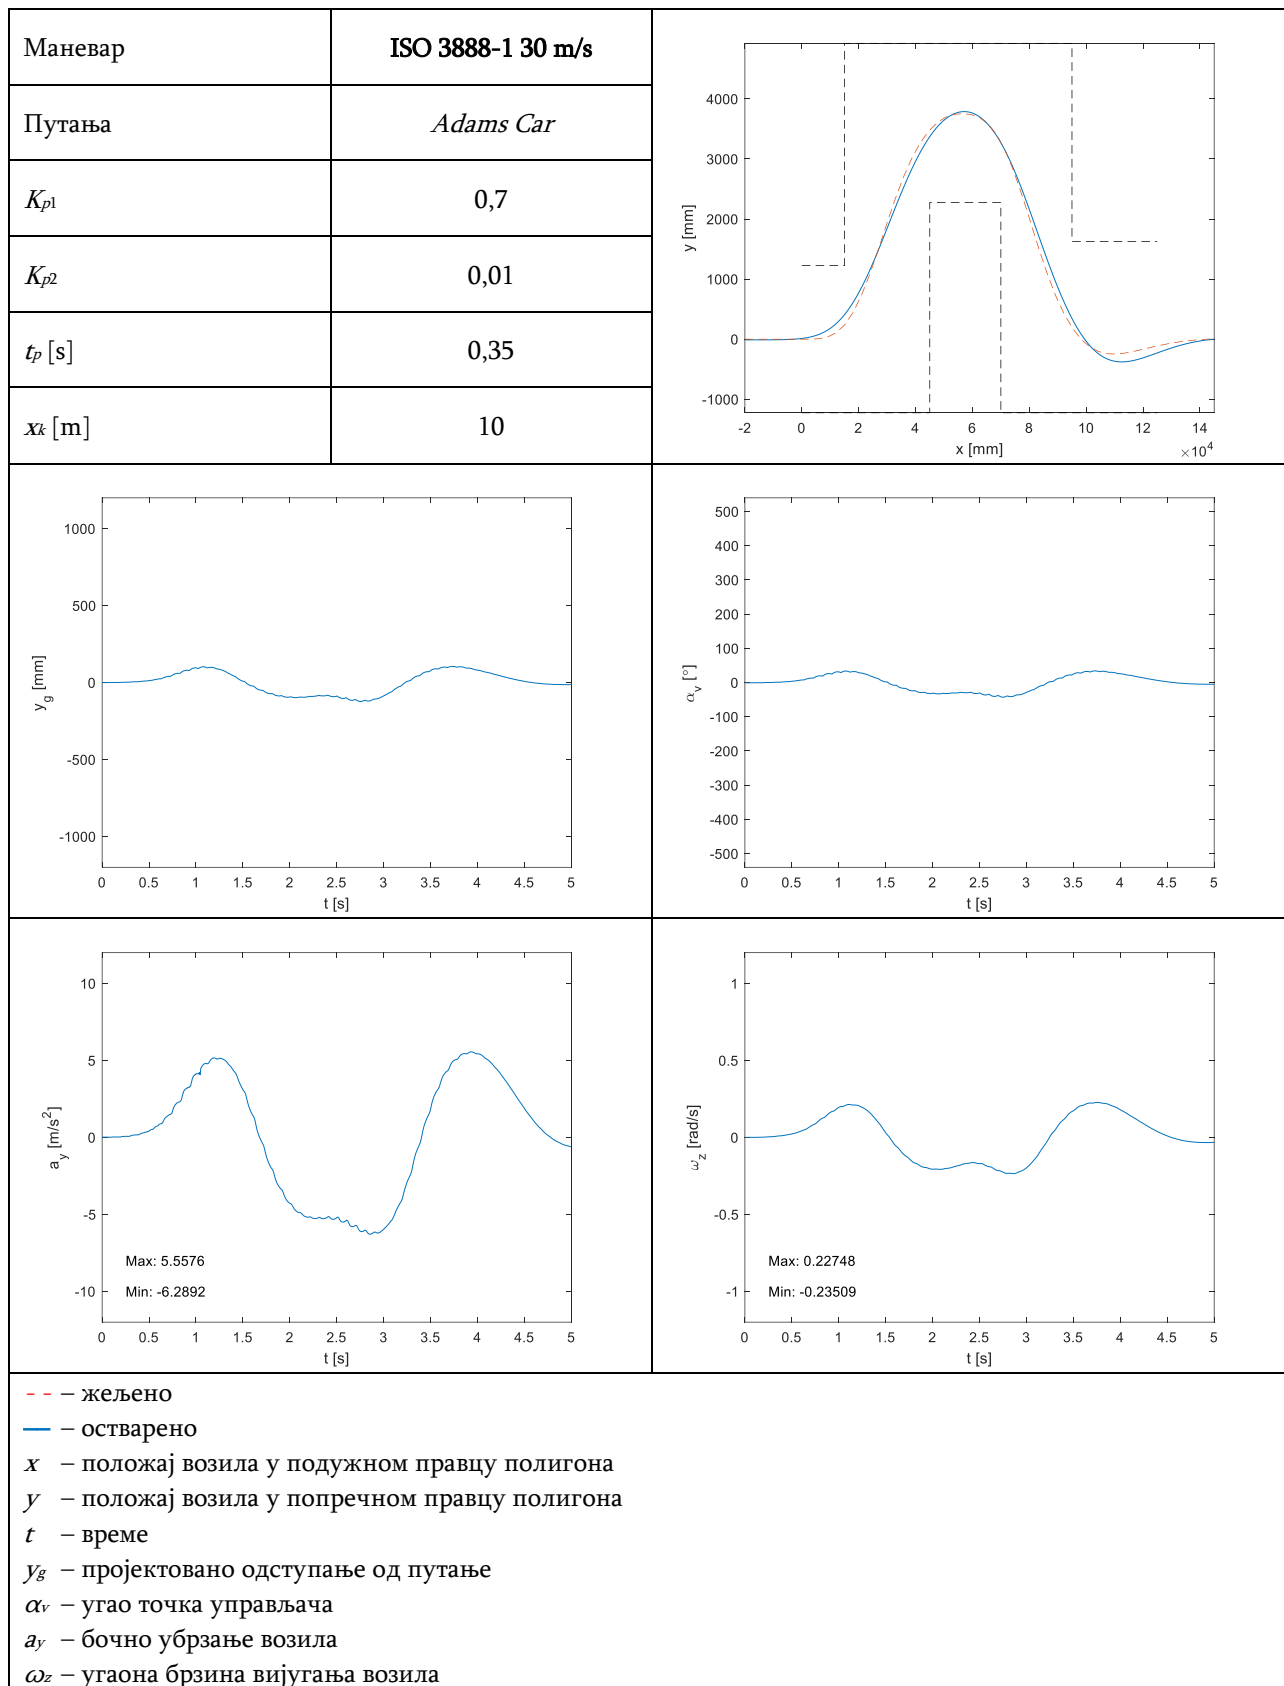 Маневар ISO 3888-1 30 m/s
Путања Adams Car
Kp1 0,7
Kp2 0,01
tp [s] 0,35
xk [m] 10
4000
3000
2000
1000
0
-1000
y [mm]
-2 0 2 4 6 8 10 12 14
x [mm]
×10⁴
1000
500
0
-500
-1000
y_g [mm]
0 0.5 1 1.5 2 2.5 3 3.5 4 4.5 5
t [s]
500
400
300
200
100
0
-100
-200
-300
-400
-500
α_v [°]
0 0.5 1 1.5 2 2.5 3 3.5 4 4.5 5
t [s]
10
5
0
-5
-10
a_y [m/s²]
Max: 5.5576
Min: -6.2892
0 0.5 1 1.5 2 2.5 3 3.5 4 4.5 5
t [s]
1
0.5
0
-0.5
-1
ω_z [rad/s]
Max: 0.22748
Min: -0.23509
0 0.5 1 1.5 2 2.5 3 3.5 4 4.5 5
t [s]
– жељено
– остварено
x – положај возила у подужном правцу полигона
y – положај возила у попречном правцу полигона
t – време
yg – пројектовано одступање од путање
αv – угао точка управљача
ay – бочно убрзање возила
ωz – угаона брзина вијугања возила